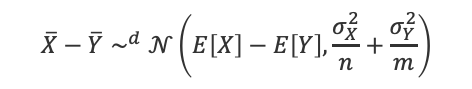 X̄ − Ȳ ~ᵈ 𝒩(E[X] − E[Y], σ²_X/n + σ²_Y/m)